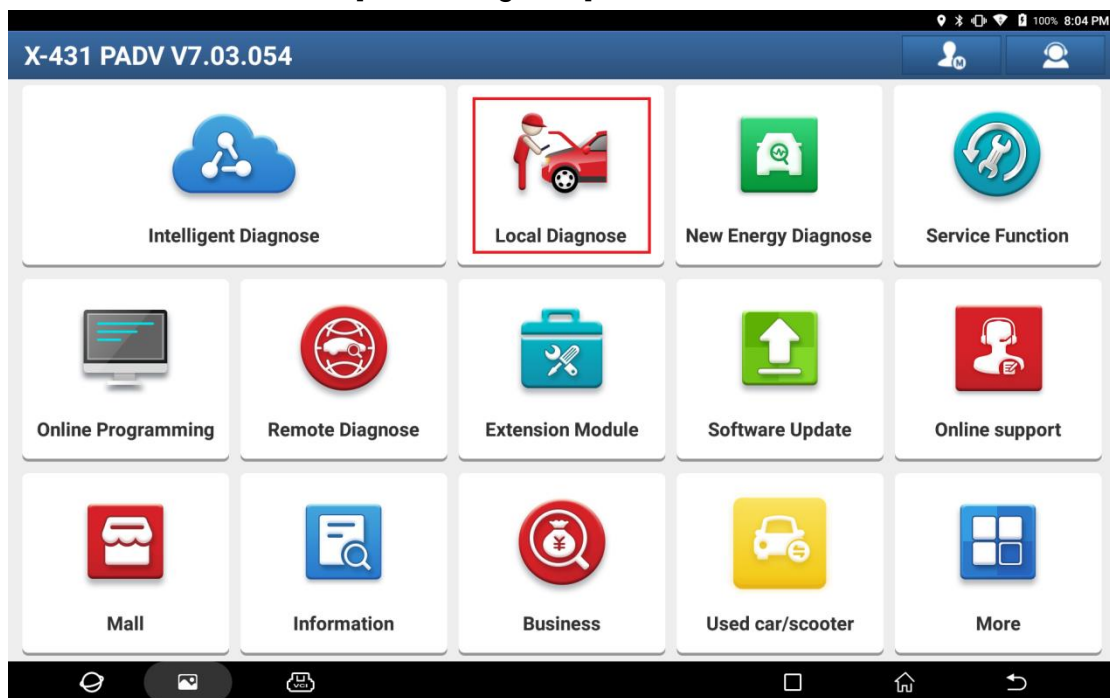 100% 8:04 PM
X-431 PADV V7.03.054
M
Intelligent Diagnose
Local Diagnose
New Energy Diagnose
Service Function
Online Programming
Remote Diagnose
Extension Module
Software Update
Online support
¥
Mall
Information
Business
Used car/scooter
More
VCI